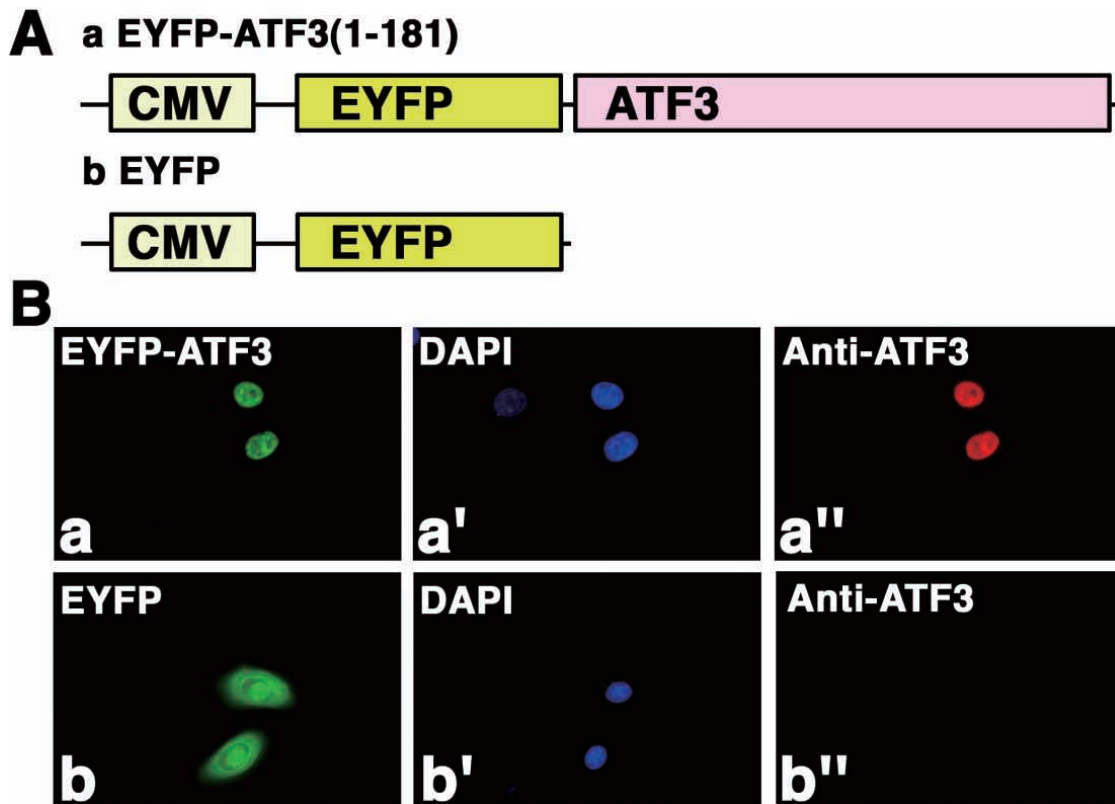 A a EYFP-ATF3(1-181)
CMV EYFP ATF3
b EYFP
CMV EYFP
B
EYFP-ATF3 DAPI Anti-ATF3
a a' a''
EYFP DAPI Anti-ATF3
b b' b''